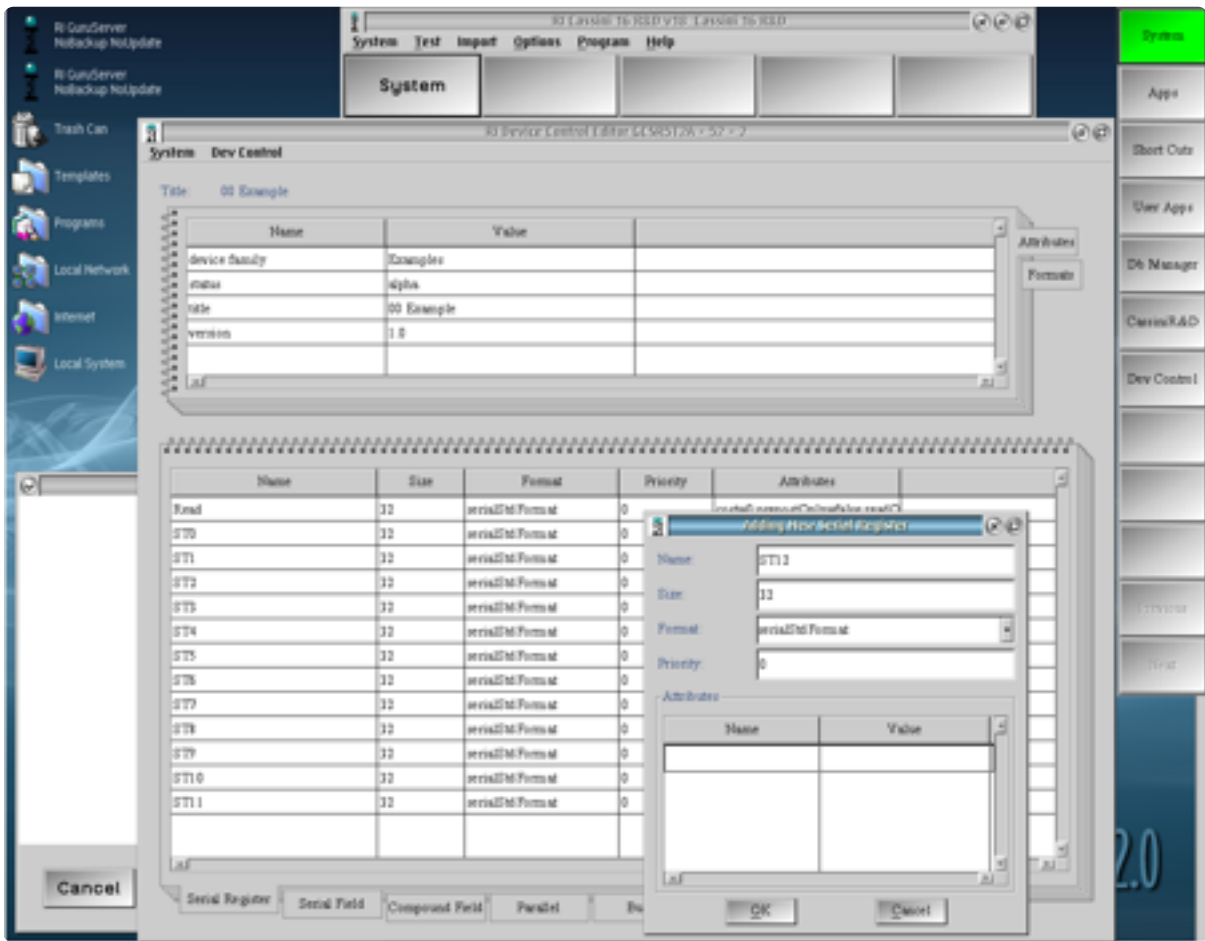 RI GuruServer
NoBackup NoUpdate
RI GuruServer
NoBackup NoUpdate
Trash Can
Templates
Programs
Local Network
Internet
Local System
System Test Import Options Program Help
System
System
Apps
Short Cuts
User Apps
Db Manager
CassiniR&D
Dev Control
Previous
Next
RI Device Control Editor
System Dev Control
Title: 00 Example
Name Value
device family Examples
status alpha
title 00 Example
version 1.0
Attributes
Formats
Name Size Format Priority Attributes
Read 32 serialStdFormat 0
ST0 32 serialStdFormat 0
ST1 32 serialStdFormat 0
ST2 32 serialStdFormat 0
ST3 32 serialStdFormat 0
ST4 32 serialStdFormat 0
ST5 32 serialStdFormat 0
ST6 32 serialStdFormat 0
ST7 32 serialStdFormat 0
ST8 32 serialStdFormat 0
ST9 32 serialStdFormat 0
ST10 32 serialStdFormat 0
ST11 32 serialStdFormat 0
Serial Register Serial Field Compound Field Parallel
Adding New Serial Register
Name: ST12
Size: 32
Format: serialStdFormat
Priority: 0
Attributes
Name Value
OK Cancel
Cancel
2.0